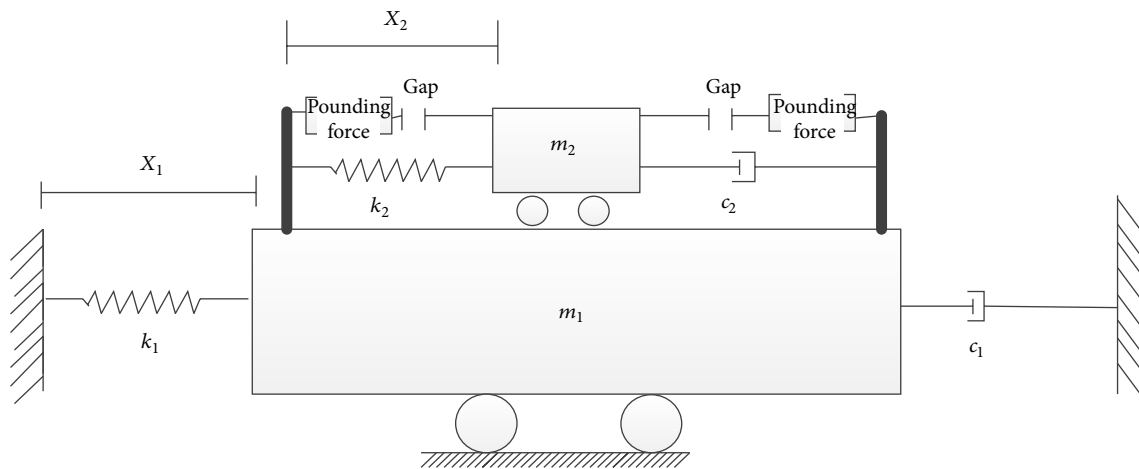 X₂
Gap
Gap
Pounding
force
Pounding
force
m₂
X₁
k₂
c₂
m₁
k₁
c₁